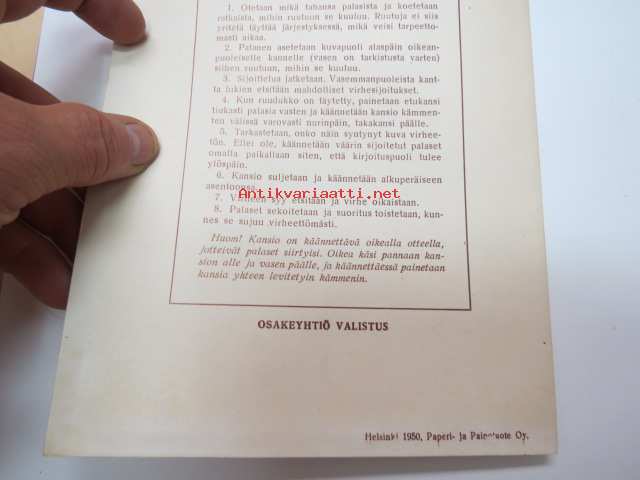 1. Otetaan mikä tahansa palasista ja koetetaan
ratkaista, mihin ruutuun se kuuluu. Ruutuja ei siis
yritetä täyttää järjestyksessä, mikä veisi tarpeetto-
masti aikaa.
2. Palanen asetetaan kuvapuoli alaspäin oikean-
puoleiselle kannelle (vasen on tarkistusta varten)
siihen ruutuun, mihin se kuuluu.
3. Sijoittelua jatketaan. Vasemmanpuoleista kant-
ta lukien etsitään mahdolliset virhesijoitukset.
4. Kun ruudukko on täytetty, painetaan etukansi
tiukasti palasia vasten ja käännetään kansio kämmen-
ten välissä varovasti nurinpäin, takakansi päälle.
5. Tarkastetaan, onko näin syntynyt kuva virhee-
tön. Ellei ole, käännetään väärin sijoitetut palaset
omalla paikallaan siten, että kirjoituspuoli tulee
ylöspäin.
6. Kansio suljetaan ja käännetään alkuperäiseen
asentoonsa.
Antikvariaatti.net
7. Virheen syy etsitään ja virhe oikaistaan.
8. Palaset sekoitetaan ja suoritus toistetaan, kun-
nes se sujuu virheettömästi.
Huom! Kansio on käännettävä oikealla otteella,
jotteivät palaset siirtyisi. Oikea käsi pannaan kan-
sion alle ja vasen päälle, ja käännettäessä painetaan
kansia yhteen levitetyin kämmenin.
OSAKEYHTIÖ VALISTUS
Helsinki 1950, Paperi- ja Painotuote Oy.